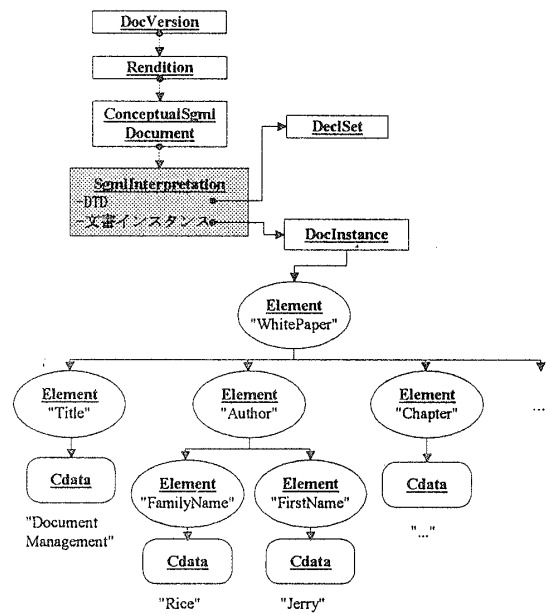 DocVersion
Rendition
ConceptualSgml
Document
DeclSet
SgmlInterpretation
-DTD
-文書インスタンス
DocInstance
Element
"WhitePaper"
Element
"Title"
Element
"Author"
Element
"Chapter"
...
Cdata
"Document
Management"
Element
"FamilyName"
Element
"FirstName"
Cdata
"..."
Cdata
"Rice"
Cdata
"Jerry"